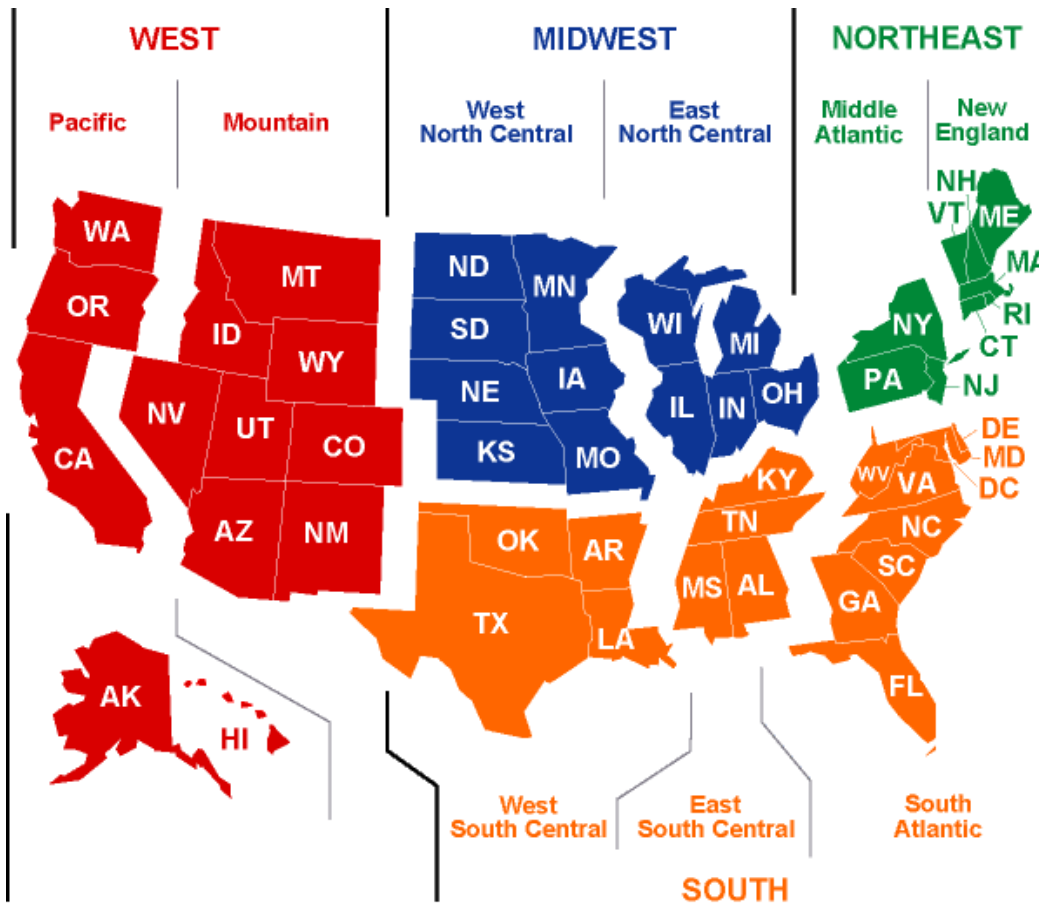 WEST
MIDWEST
NORTHEAST
Pacific
Mountain
West
North Central
East
North Central
Middle
Atlantic
New
England
WA
OR
CA
MT
ID
WY
NV
UT
CO
AZ
NM
AK
HI
ND
SD
NE
KS
MN
IA
MO
WI
MI
IL
IN
OH
NH
VT
ME
MA
RI
CT
NY
PA
NJ
DE
MD
DC
WV
VA
KY
TN
NC
SC
GA
FL
OK
AR
TX
LA
MS
AL
West
South Central
East
South Central
South
Atlantic
SOUTH